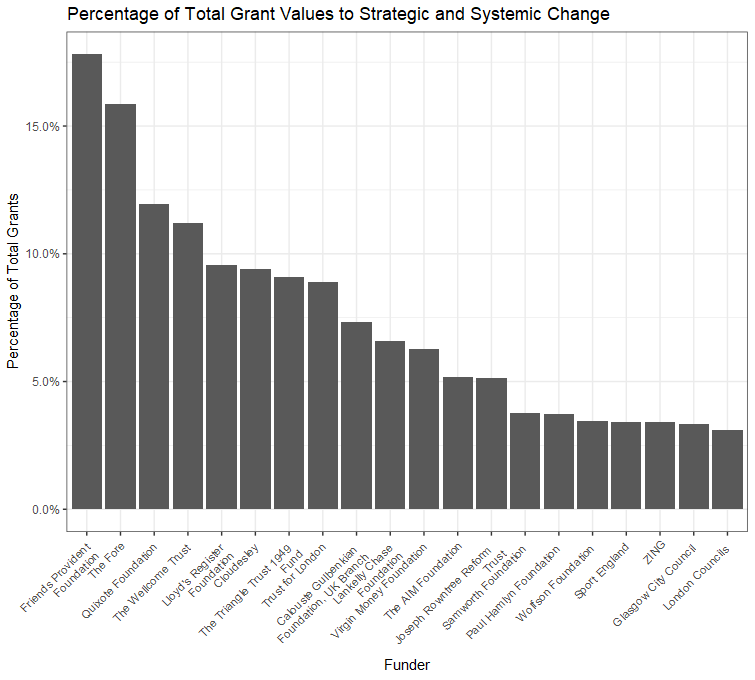 Percentage of Total Grant Values to Strategic and Systemic Change
Percentage of Total Grants
15.0%
10.0%
5.0%
0.0%
Friends Provident
Foundation
The Fore
Quixote Foundation
The Wellcome Trust
Lloyd's Register
Foundation
Cloudesley
The Triangle Trust 1949
Fund
Trust for London
Calouste Gulbenkian
Foundation, UK Branch
Lankelly Chase
Foundation
Virgin Money Foundation
The AIM Foundation
Joseph Rowntree Reform
Trust
Samworth Foundation
Paul Hamlyn Foundation
Wolfson Foundation
Sport England
ZING
Glasgow City Council
London Councils
Funder